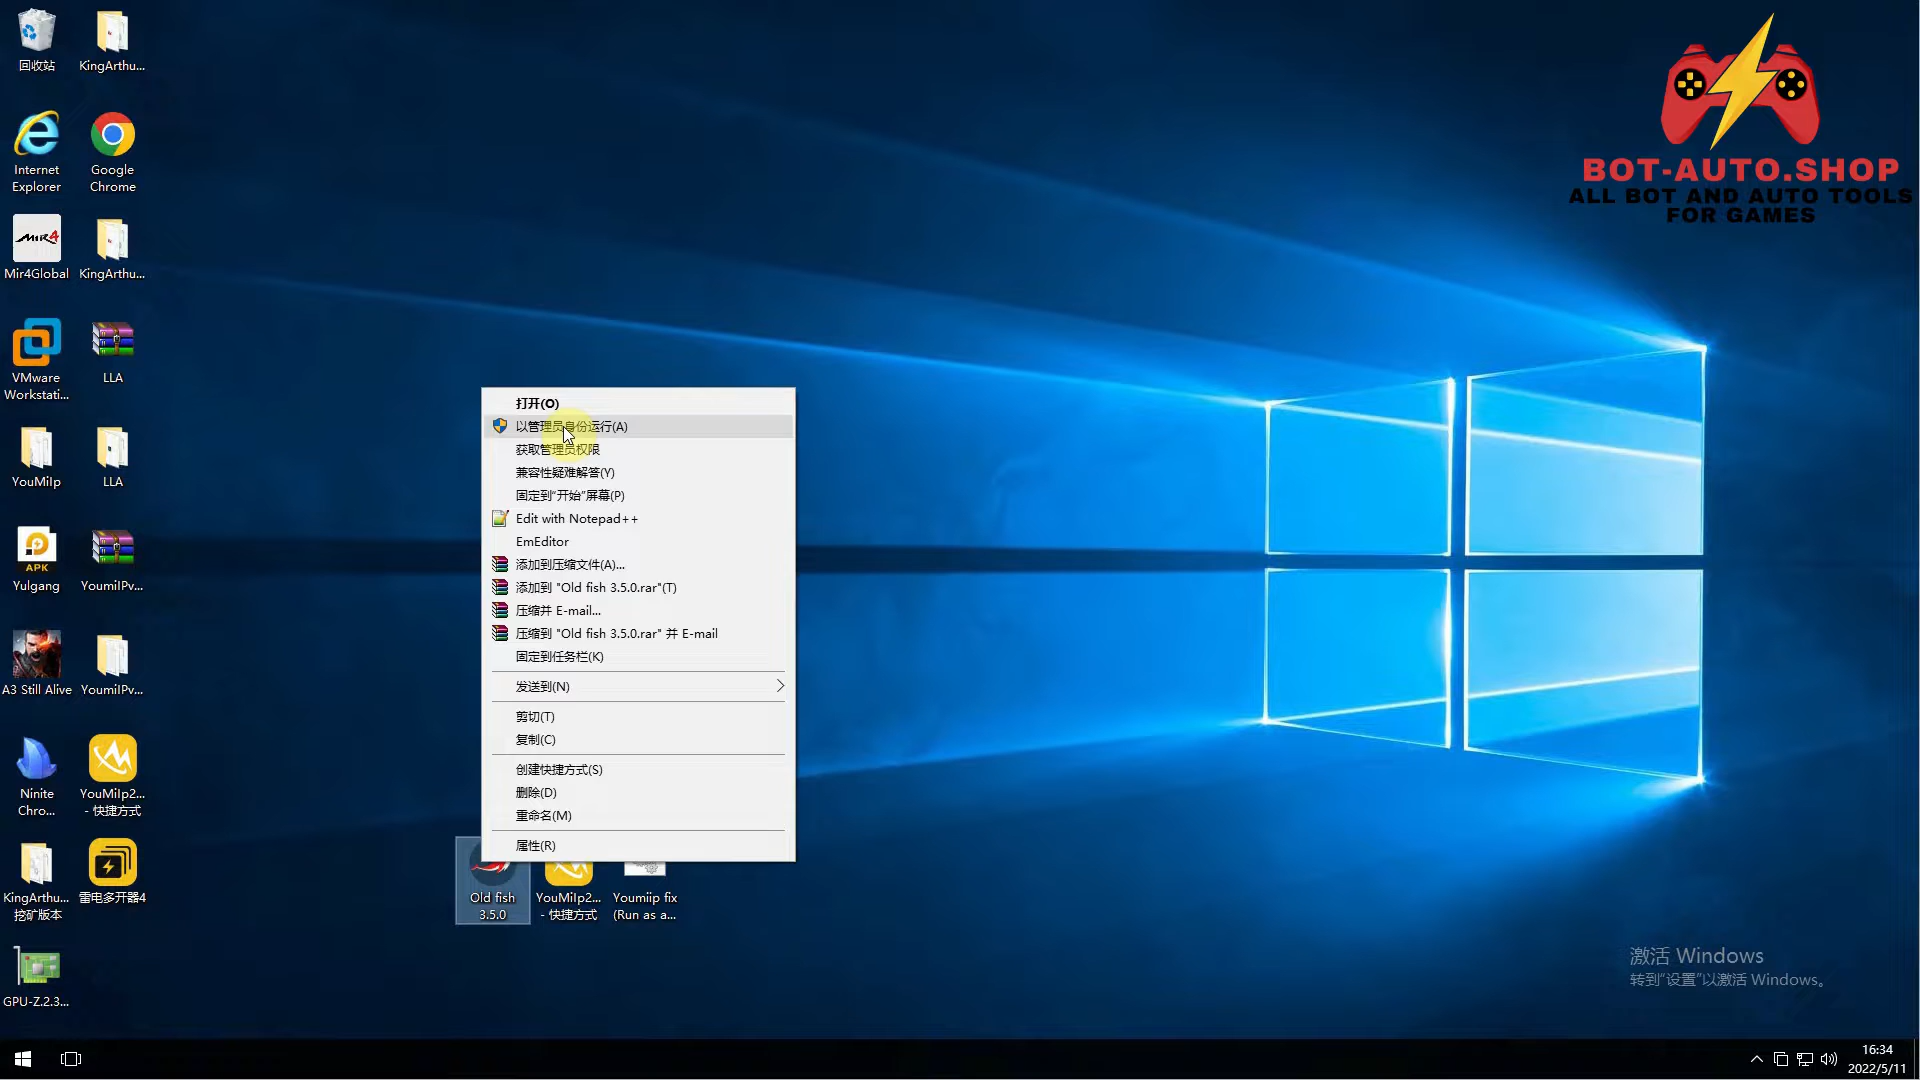 回收站
KingArthu...
Internet
Explorer
Google
Chrome
MIR4
Mir4Global
KingArthu...
VMware
Workstati...
LLA
YouMiIp
LLA
APK
Yulgang
YoumiIPv...
A3 Still Alive
YoumiIPv...
Ninite
Chro...
YouMiIp2...
- 快捷方式
KingArthu...
挖矿版本
雷电多开器4
GPU-Z.2.3...
打开(O)
以管理员身份运行(A)
获取管理员权限
兼容性疑难解答(Y)
固定到“开始”屏幕(P)
Edit with Notepad++
EmEditor
添加到压缩文件(A)...
添加到 "Old fish 3.5.0.rar"(T)
压缩并 E-mail...
压缩到 "Old fish 3.5.0.rar" 并 E-mail
固定到任务栏(K)
发送到(N)
剪切(T)
复制(C)
创建快捷方式(S)
删除(D)
重命名(M)
属性(R)
Old fish
3.5.0
YouMiIp2...
- 快捷方式
Youmiip fix
(Run as a...
BOT-AUTO.SHOP
ALL BOT AND AUTO TOOLS
FOR GAMES
激活 Windows
转到“设置”以激活 Windows。
16:34
2022/5/11